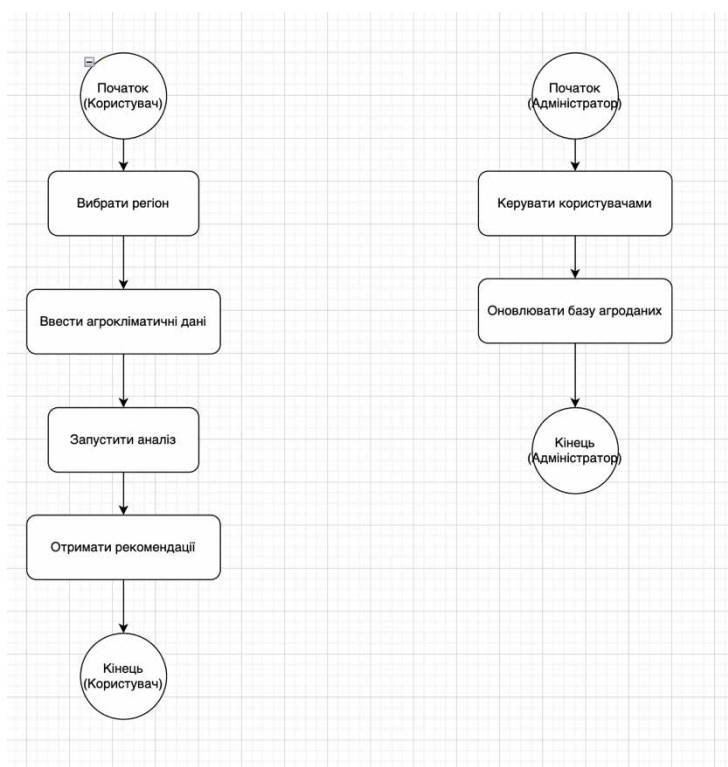 Початок
(Користувач)
Вибрати регіон
Ввести агрокліматичні дані
Запустити аналіз
Отримати рекомендації
Кінець
(Користувач)
Початок
(Адміністратор)
Керувати користувачами
Оновлювати базу агроданих
Кінець
(Адміністратор)